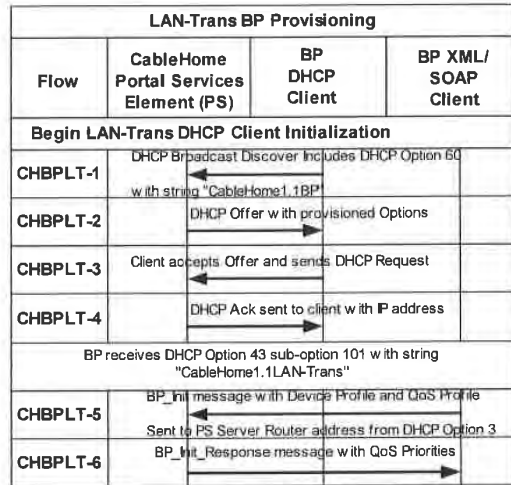 LAN-Trans BP Provisioning
Flow
CableHome
Portal Services
Element (PS)
BP
DHCP
Client
BP XML/
SOAP
Client
Begin LAN-Trans DHCP Client Initialization
CHBPLT-1
DHCP Broadcast Discover Includes DHCP Option 60
with string "CableHome1.1BP"
CHBPLT-2
DHCP Offer with provisioned Options
CHBPLT-3
Client accepts Offer and sends DHCP Request
CHBPLT-4
DHCP Ack sent to client with IP address
BP receives DHCP Option 43 sub-option 101 with string
"CableHome1.1LAN-Trans"
CHBPLT-5
BP_Init message with Device Profile and QoS Profile
Sent to PS Server Router address from DHCP Option 3
CHBPLT-6
BP_Init_Response message with QoS Priorities